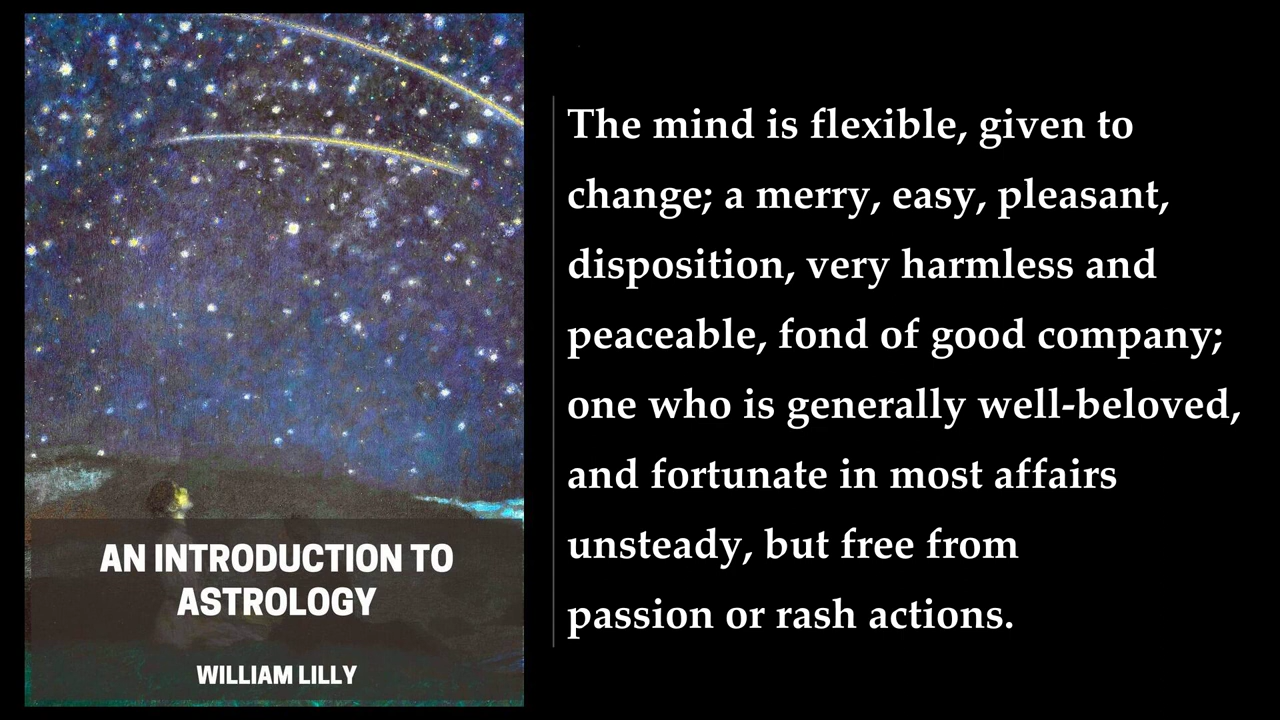 AN INTRODUCTION TO
ASTROLOGY
WILLIAM LILLY
The mind is flexible, given to
change; a merry, easy, pleasant,
disposition, very harmless and
peaceable, fond of good company;
one who is generally well-beloved,
and fortunate in most affairs
unsteady, but free from
passion or rash actions.